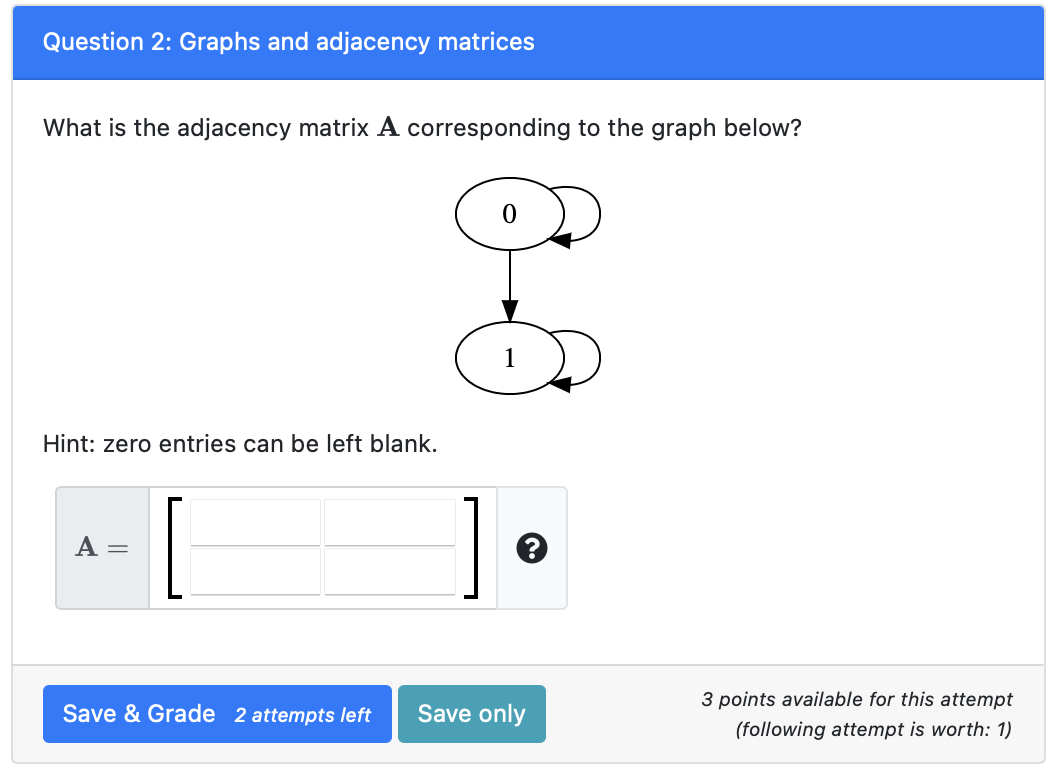 Question 2: Graphs and adjacency matrices
What is the adjacency matrix A corresponding to the graph below?
0
1
Hint: zero entries can be left blank.
A =
?
Save & Grade 2 attempts left
Save only
3 points available for this attempt
(following attempt is worth: 1)